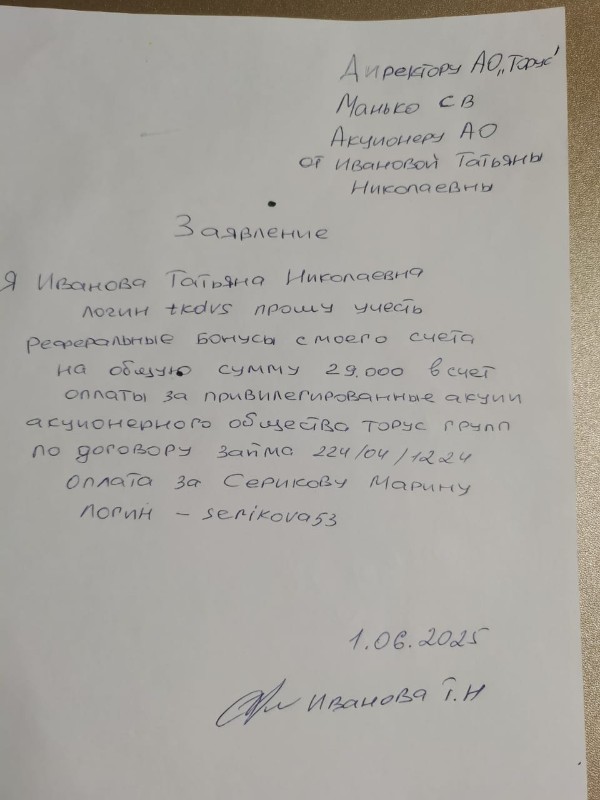 Директору АО „Торус"
Манько СВ
Акционеру АО
от Ивановой Татьяны
Николаевны
Заявление
Я Иванова Татьяна Николаевна
логин tkdvs прошу учесть
реферальные бонусы с моего счета
на общую сумму 29.000 в счет
оплаты за привилегированные акции
акционерного общества торус групп
по договору займа 224/04/1224
оплата за Серикову Марину
логин - serikova53
1.06.2025
Иванова Т.Н